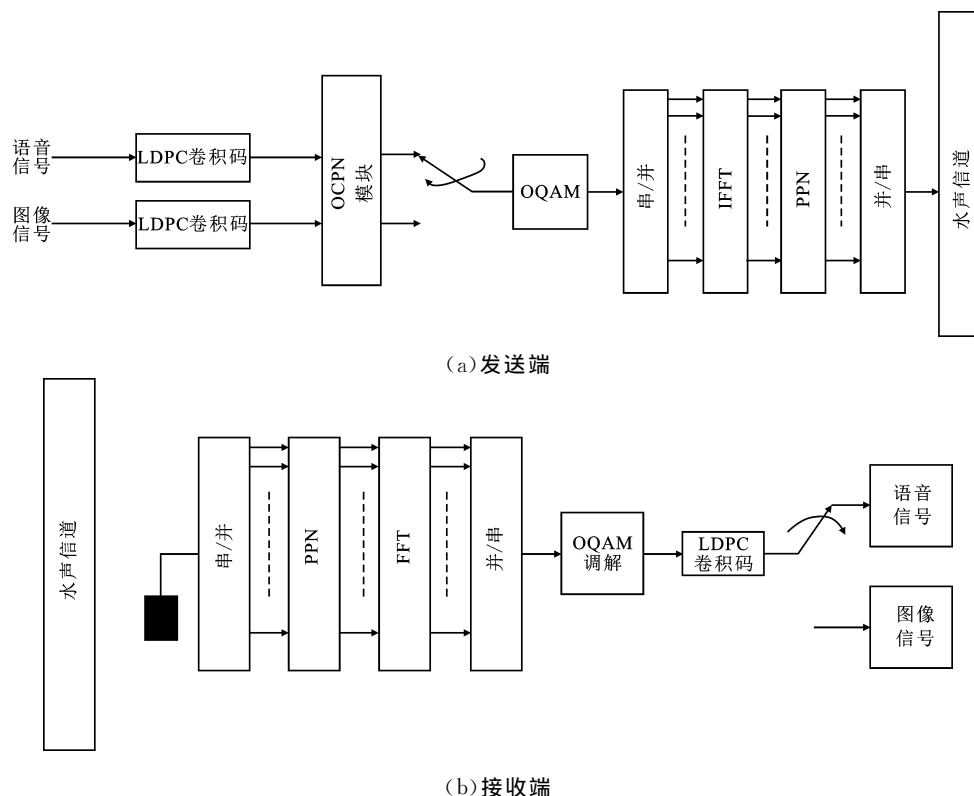 语音
信号
LDPC卷积码
图像
信号
LDPC卷积码
OCPN
模块
OQAM
串/并
IFFT
PPN
并/串
水声信道
(a)发送端
水声信道
串/并
PPN
FFT
并/串
OQAM
调解
LDPC
卷积码
语音
信号
图像
信号
(b)接收端